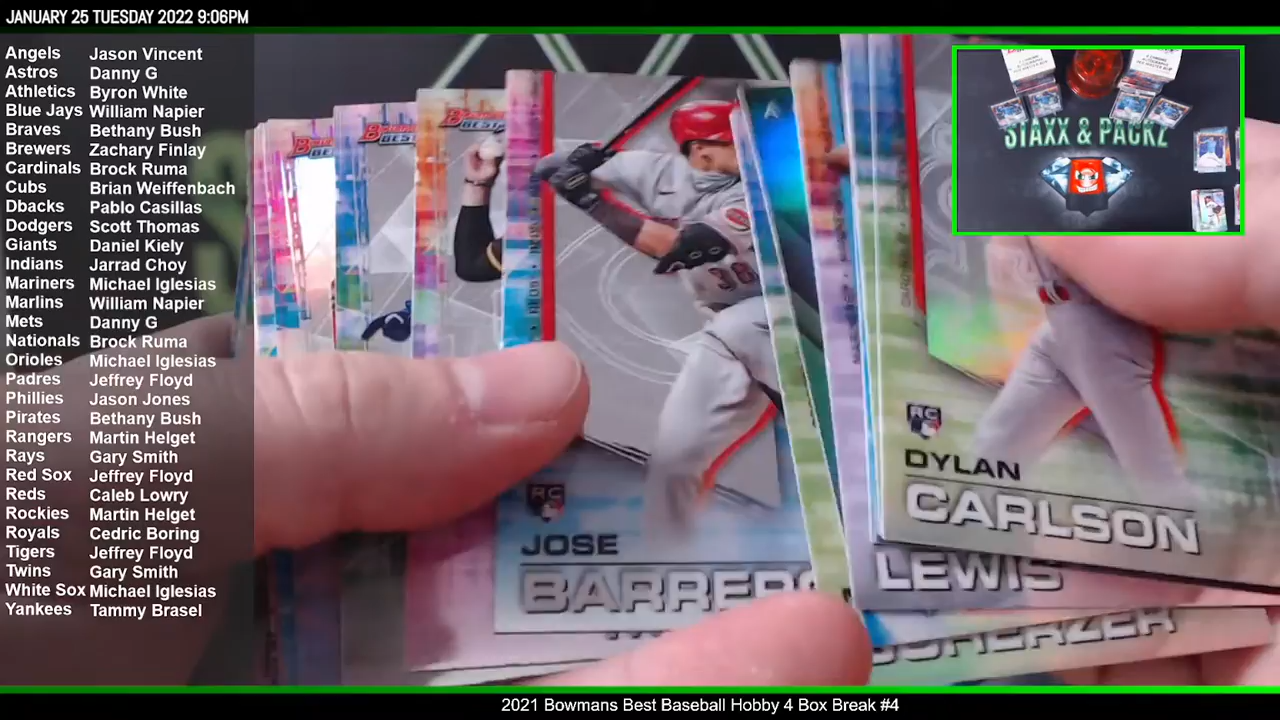 JANUARY 25 TUESDAY 2022 9:06PM
Angels Jason Vincent
Astros Danny G
Athletics Byron White
Blue Jays William Napier
Braves Bethany Bush
Brewers Zachary Finlay
Cardinals Brock Ruma
Cubs Brian Weiffenbach
Dbacks Pablo Casillas
Dodgers Scott Thomas
Giants Daniel Kiely
Indians Jarrad Choy
Mariners Michael Iglesias
Marlins William Napier
Mets Danny G
Nationals Brock Ruma
Orioles Michael Iglesias
Padres Jeffrey Floyd
Phillies Jason Jones
Pirates Bethany Bush
Rangers Martin Helget
Rays Gary Smith
Red Sox Jeffrey Floyd
Reds Caleb Lowry
Rockies Martin Helget
Royals Cedric Boring
Tigers Jeffrey Floyd
Twins Gary Smith
White Sox Michael Iglesias
Yankees Tammy Brasel
STAXX & PACKZ
RC
JOSE
BARRERO
38
RC
DYLAN
CARLSON
LEWIS
SCHERZER
2021 Bowmans Best Baseball Hobby 4 Box Break #4